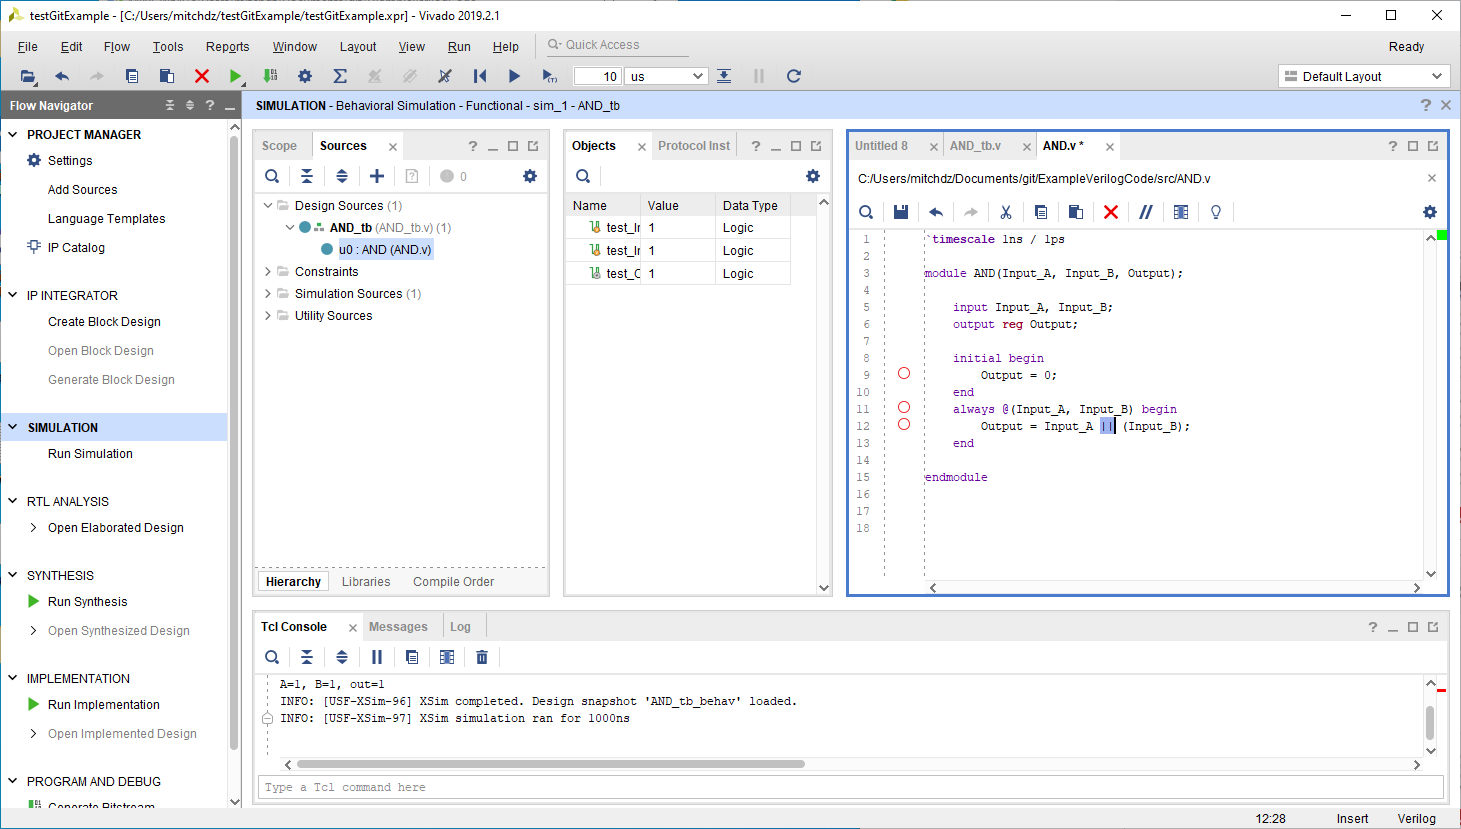 testGitExample - [C:/Users/mitchdz/testGitExample/testGitExample.xpr] - Vivado 2019.2.1
File Edit Flow Tools Reports Window Layout View Run Help Quick Access Ready
10 us Default Layout
Flow Navigator
PROJECT MANAGER
Settings
Add Sources
Language Templates
IP Catalog
IP INTEGRATOR
Create Block Design
Open Block Design
Generate Block Design
SIMULATION
Run Simulation
RTL ANALYSIS
Open Elaborated Design
SYNTHESIS
Run Synthesis
Open Synthesized Design
IMPLEMENTATION
Run Implementation
Open Implemented Design
PROGRAM AND DEBUG
Generate Bitstream
SIMULATION - Behavioral Simulation - Functional - sim_1 - AND_tb
Scope Sources
0
Design Sources (1)
AND_tb (AND_tb.v) (1)
u0 : AND (AND.v)
Constraints
Simulation Sources (1)
Utility Sources
Hierarchy Libraries Compile Order
Objects Protocol Inst
Name Value Data Type
test_Ir 1 Logic
test_Ir 1 Logic
test_C 1 Logic
Untitled 8 AND_tb.v AND.v *
C:/Users/mitchdz/Documents/git/ExampleVerilogCode/src/AND.v
1 `timescale 1ns / 1ps
2
3 module AND(Input_A, Input_B, Output);
4
5 input Input_A, Input_B;
6 output reg Output;
7
8 initial begin
9 Output = 0;
10 end
11 always @(Input_A, Input_B) begin
12 Output = Input_A || (Input_B);
13 end
14
15 endmodule
16
17
18
Tcl Console Messages Log
A=1, B=1, out=1
INFO: [USF-XSim-96] XSim completed. Design snapshot 'AND_tb_behav' loaded.
INFO: [USF-XSim-97] XSim simulation ran for 1000ns
Type a Tcl command here
12:28 Insert Verilog